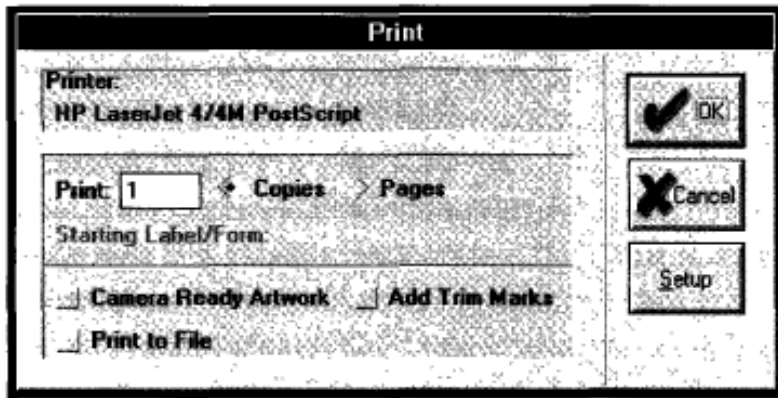 Print
Printer:
HP LaserJet 4/4M PostScript
OK
Print: 1 Copies Pages
Cancel
Starting Label/Form:
Setup
Camera Ready Artwork Add Trim Marks
Print to File